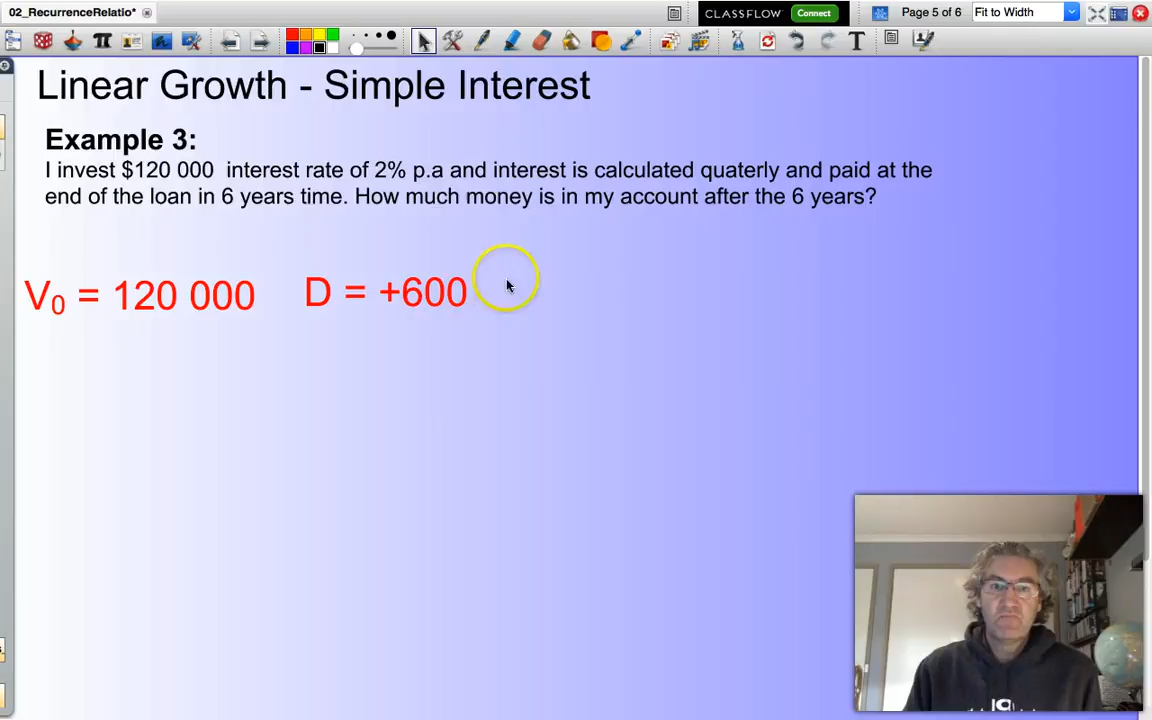 02_RecurrenceRelatio*
CLASSFLOW Connect
Page 5 of 6
Fit to Width
Linear Growth - Simple Interest
Example 3:
I invest $120 000 interest rate of 2% p.a and interest is calculated quaterly and paid at the
end of the loan in 6 years time. How much money is in my account after the 6 years?
V₀ = 120 000 D = +600